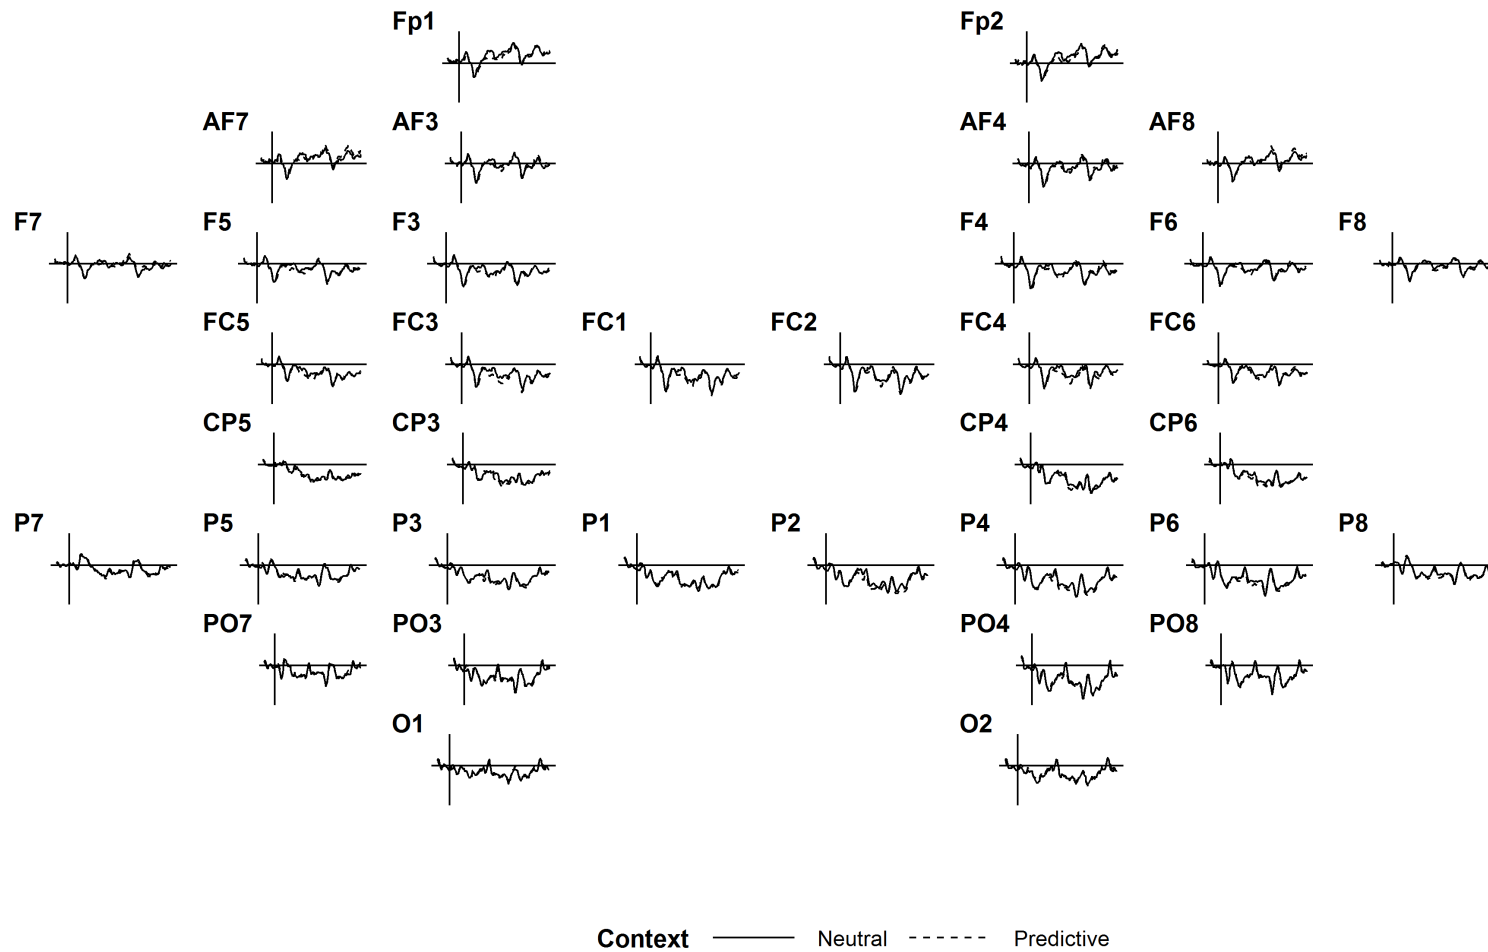 Fp1 Fp2
AF7 AF3 AF4 AF8
F7 F5 F3 F4 F6 F8
FC5 FC3 FC1 FC2 FC4 FC6
CP5 CP3 CP4 CP6
P7 P5 P3 P1 P2 P4 P6 P8
PO7 PO3 PO4 PO8
O1 O2
Context Neutral Predictive